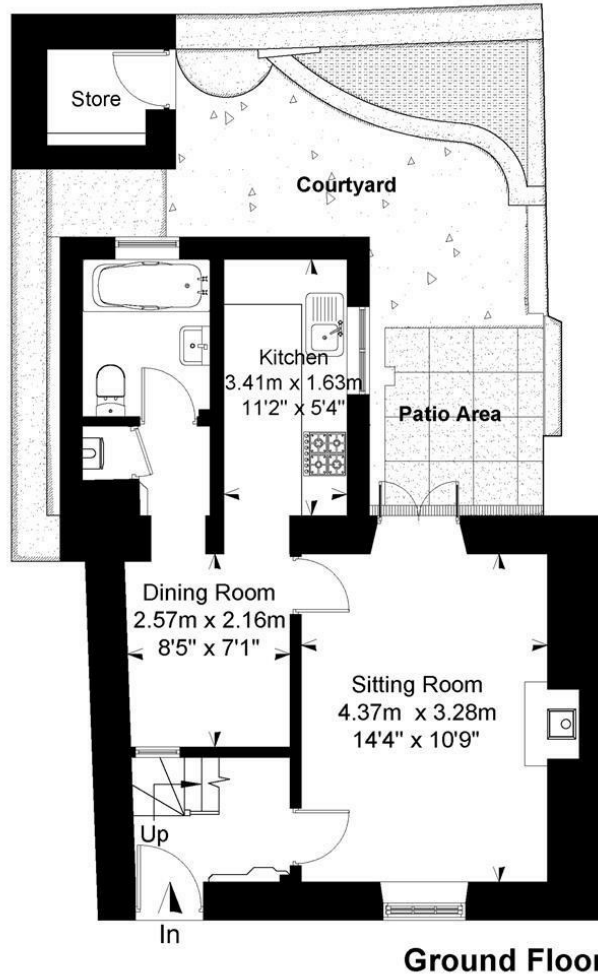 Store
Courtyard
Kitchen
3.41m x 1.63m
11'2" x 5'4"
Patio Area
Dining Room
2.57m x 2.16m
8'5" x 7'1"
Sitting Room
4.37m x 3.28m
14'4" x 10'9"
Up
In
Ground Floor